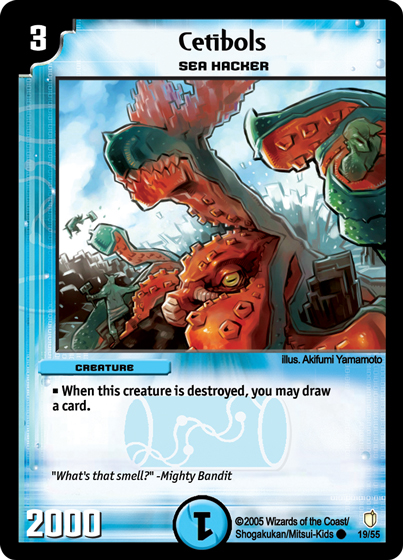 3
Cetibols
SEA HACKER
illus. Akifumi Yamamoto
CREATURE
▪ When this creature is destroyed, you may draw
a card.
"What's that smell?" -Mighty Bandit
2000
1
©2005 Wizards of the Coast/
Shogakukan/Mitsui-Kids ● 19/55